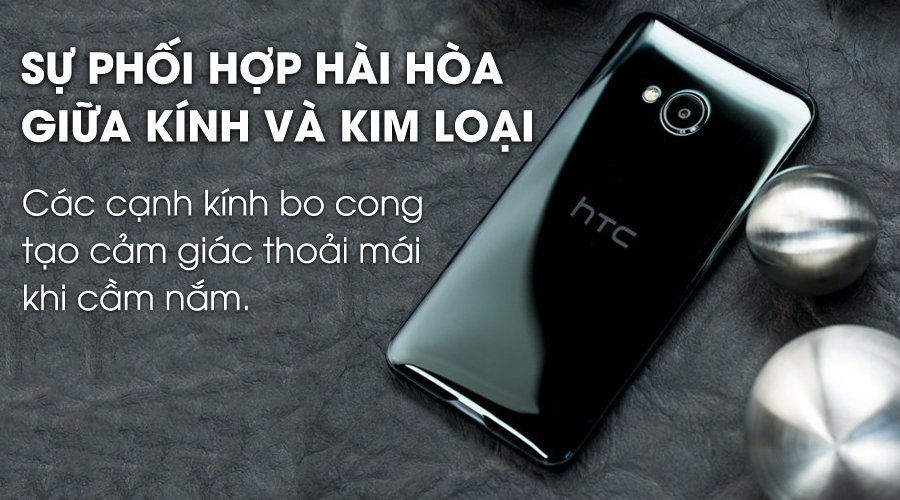 SỰ PHỐI HỢP HÀI HÒA
GIỮA KÍNH VÀ KIM LOẠI
Các cạnh kính bo cong
tạo cảm giác thoải mái
khi cầm nắm.
hTC